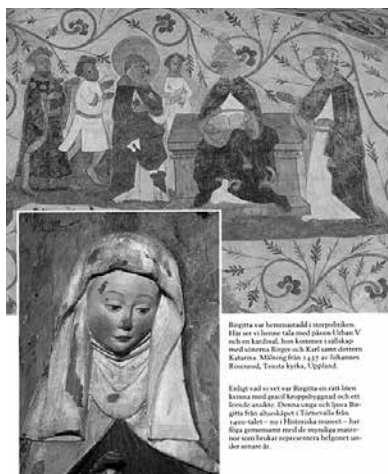 Birgitta var hemmastadd i storpolitiken.
Här ser vi henne tala med påven Urban V
och en kardinal, hon kommer i sällskap
med sönerna Birger och Karl samt dottern
Katarina. Målning från 1437 av Johannes
Rosenrod, Tensta kyrka, Uppland.
Enligt vad vi vet var Birgitta en rätt liten
kvinna med gracil kroppsbyggnad och ett
leende ansikte. Denna unga och ljuva Bir-
gitta från altarskåpet i Törnevalla från
1400-talet – nu i Historiska museet – har
föga gemensamt med de myndiga matro-
nor som brukar representera helgonet un-
der senare år.